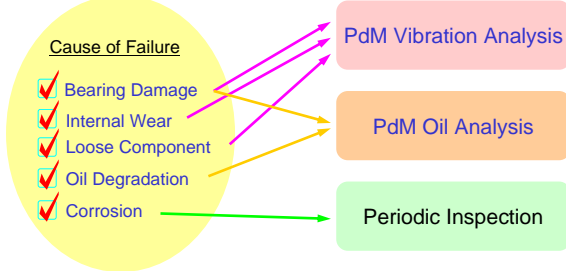 Cause of Failure
Bearing Damage
Internal Wear
Loose Component
Oil Degradation
Corrosion
PdM Vibration Analysis
PdM Oil Analysis
Periodic Inspection